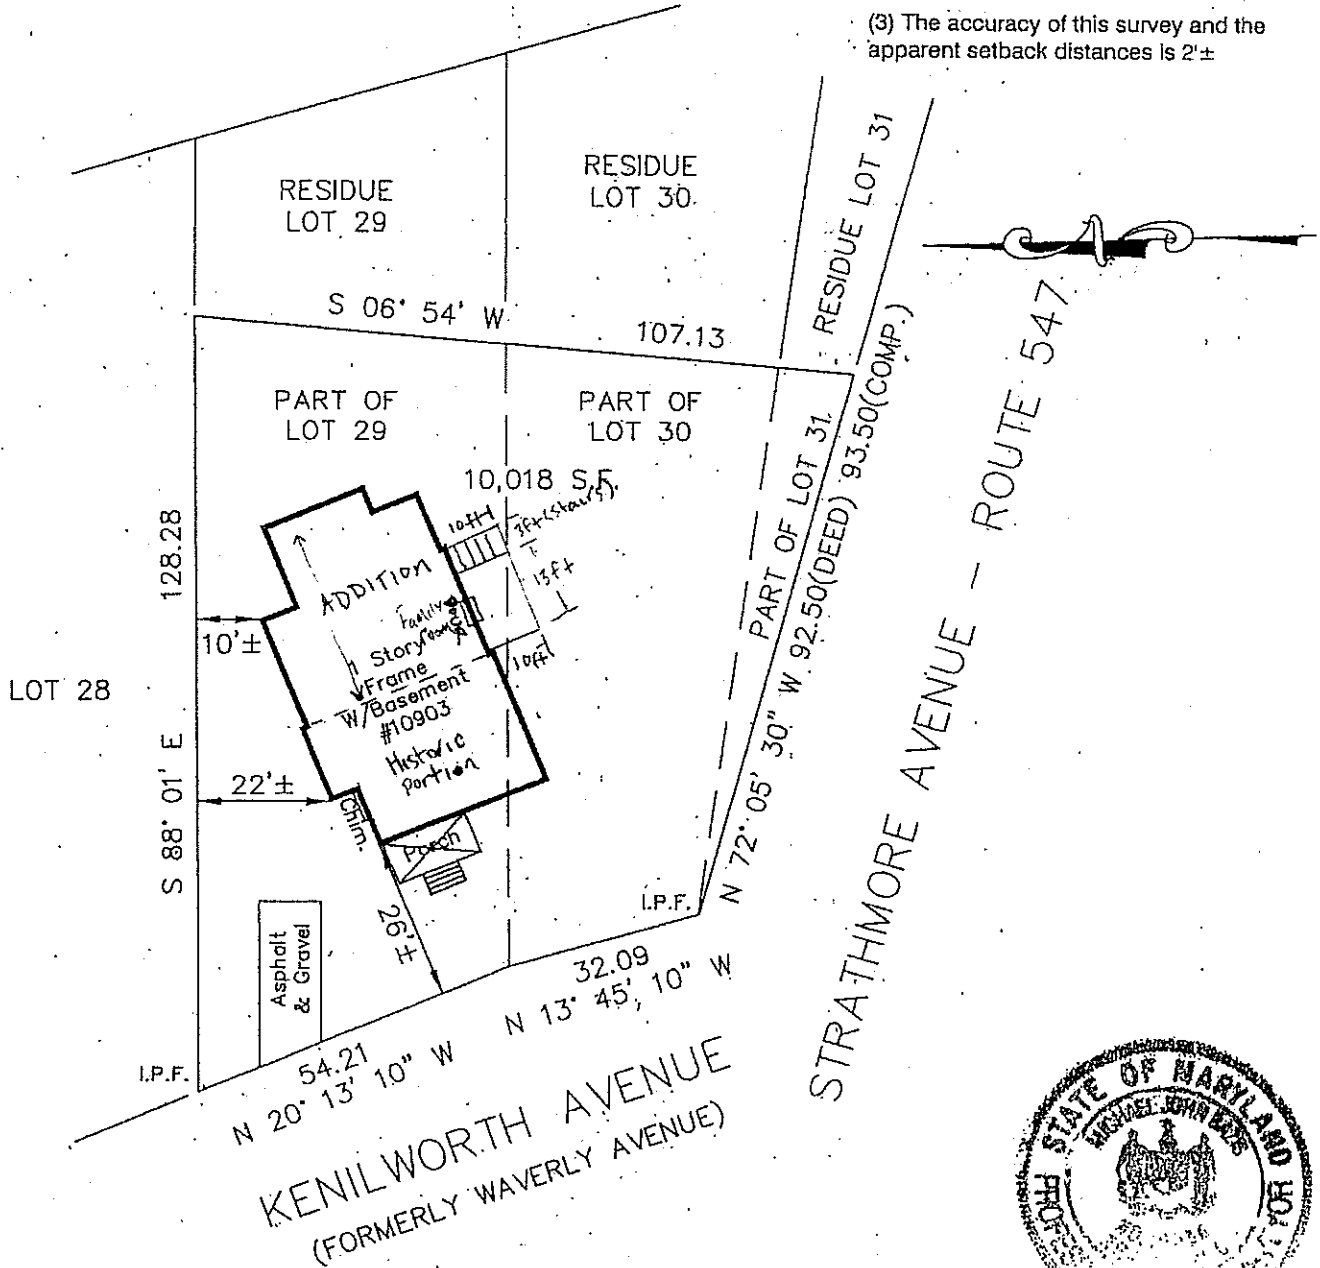 (3) The accuracy of this survey and the
apparent setback distances is 2'±
RESIDUE
LOT 29
RESIDUE
LOT 30
RESIDUE LOT 31
S 06° 54' W
107.13
PART OF
LOT 29
PART OF
LOT 30
PART OF LOT 31
10,018 S.F.
10ft
3ft (stairs)
13ft
10ft
ADDITION
Family
room
1 Story
Frame
W/Basement
#10903
Historic
portion
Chim.
Porch
128.28
S 88° 01' E
10'±
22'±
26'±
LOT 28
Asphalt
& Gravel
I.P.F.
I.P.F.
54.21
N 20° 13' 10" W
32.09
N 13° 45' 10" W
N 72° 05' 30" W 92.50(DEED) 93.50(COMP.)
KENILWORTH AVENUE
(FORMERLY WAVERLY AVENUE)
STRATHMORE AVENUE - ROUTE 547
STATE OF MARYLAND
MICHAEL JOHN